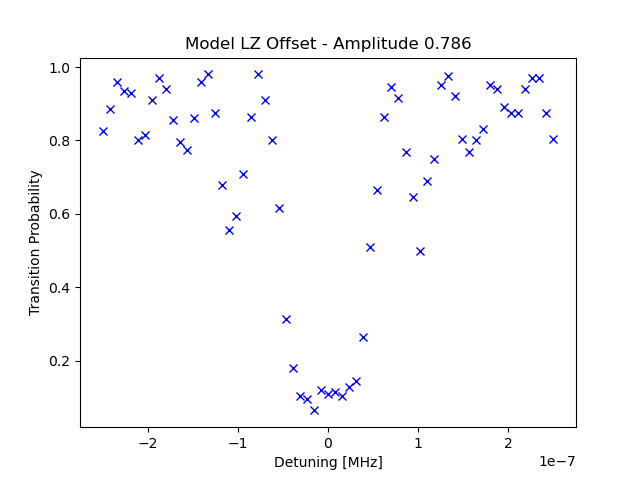 Model LZ Offset - Amplitude 0.786
1.0
0.8
0.6
0.4
0.2
Transition Probability
−2
−1
0
1
2
1e−7
Detuning [MHz]